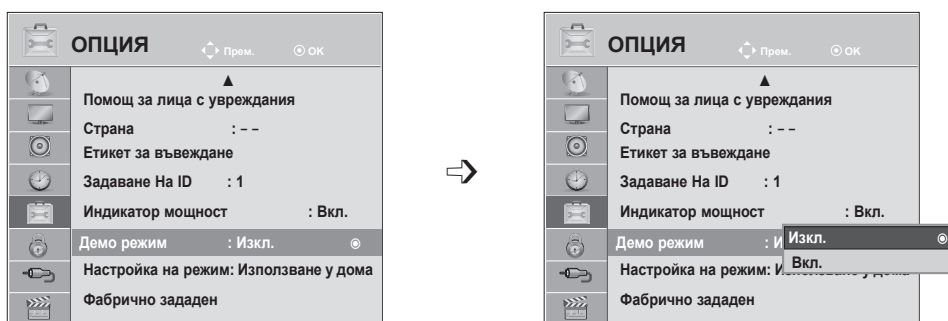 ОПЦИЯ
Прем.
OK
Помощ за лица с увреждания
Страна : – –
Етикет за въвеждане
Задаване На ID : 1
Индикатор мощност : Вкл.
Демо режим : Изкл.
Настройка на режим: Използване у дома
Фабрично зададен
ОПЦИЯ
Прем.
OK
Помощ за лица с увреждания
Страна : – –
Етикет за въвеждане
Задаване На ID : 1
Индикатор мощност : Вкл.
Демо режим : И
Изкл.
Вкл.
Настройка на режим:
Фабрично зададен